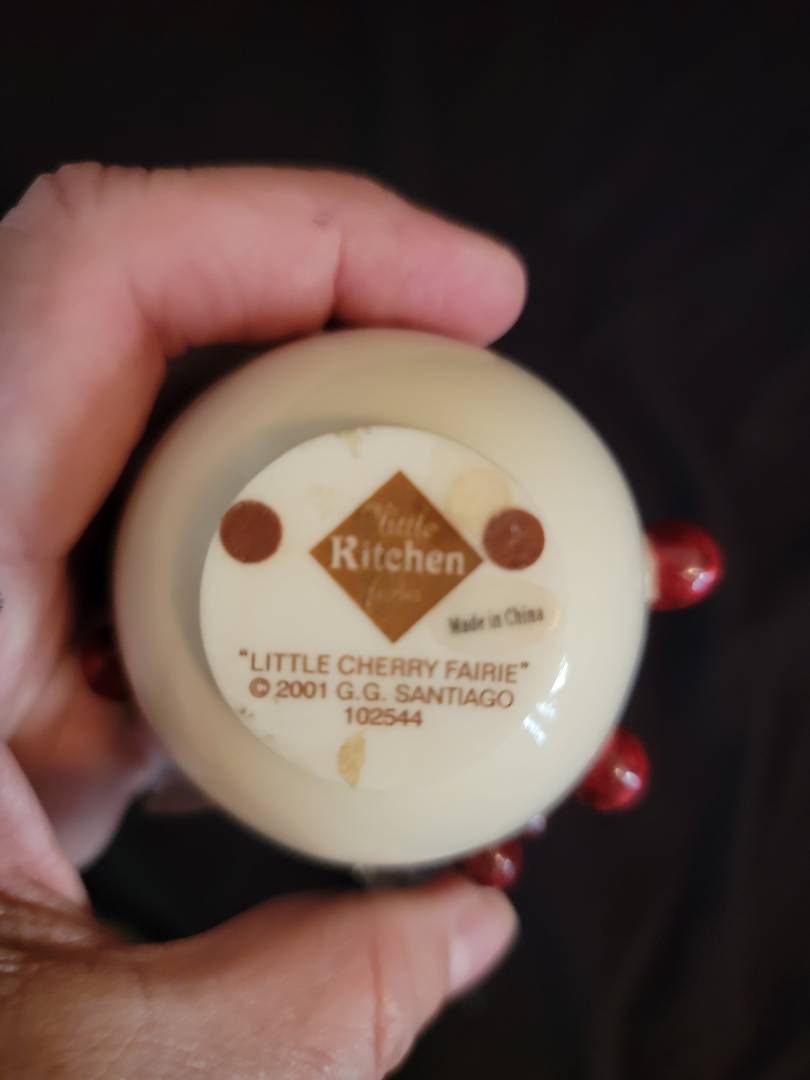 little
Kitchen
fairies
Made in China
"LITTLE CHERRY FAIRIE"
© 2001 G.G. SANTIAGO
102544